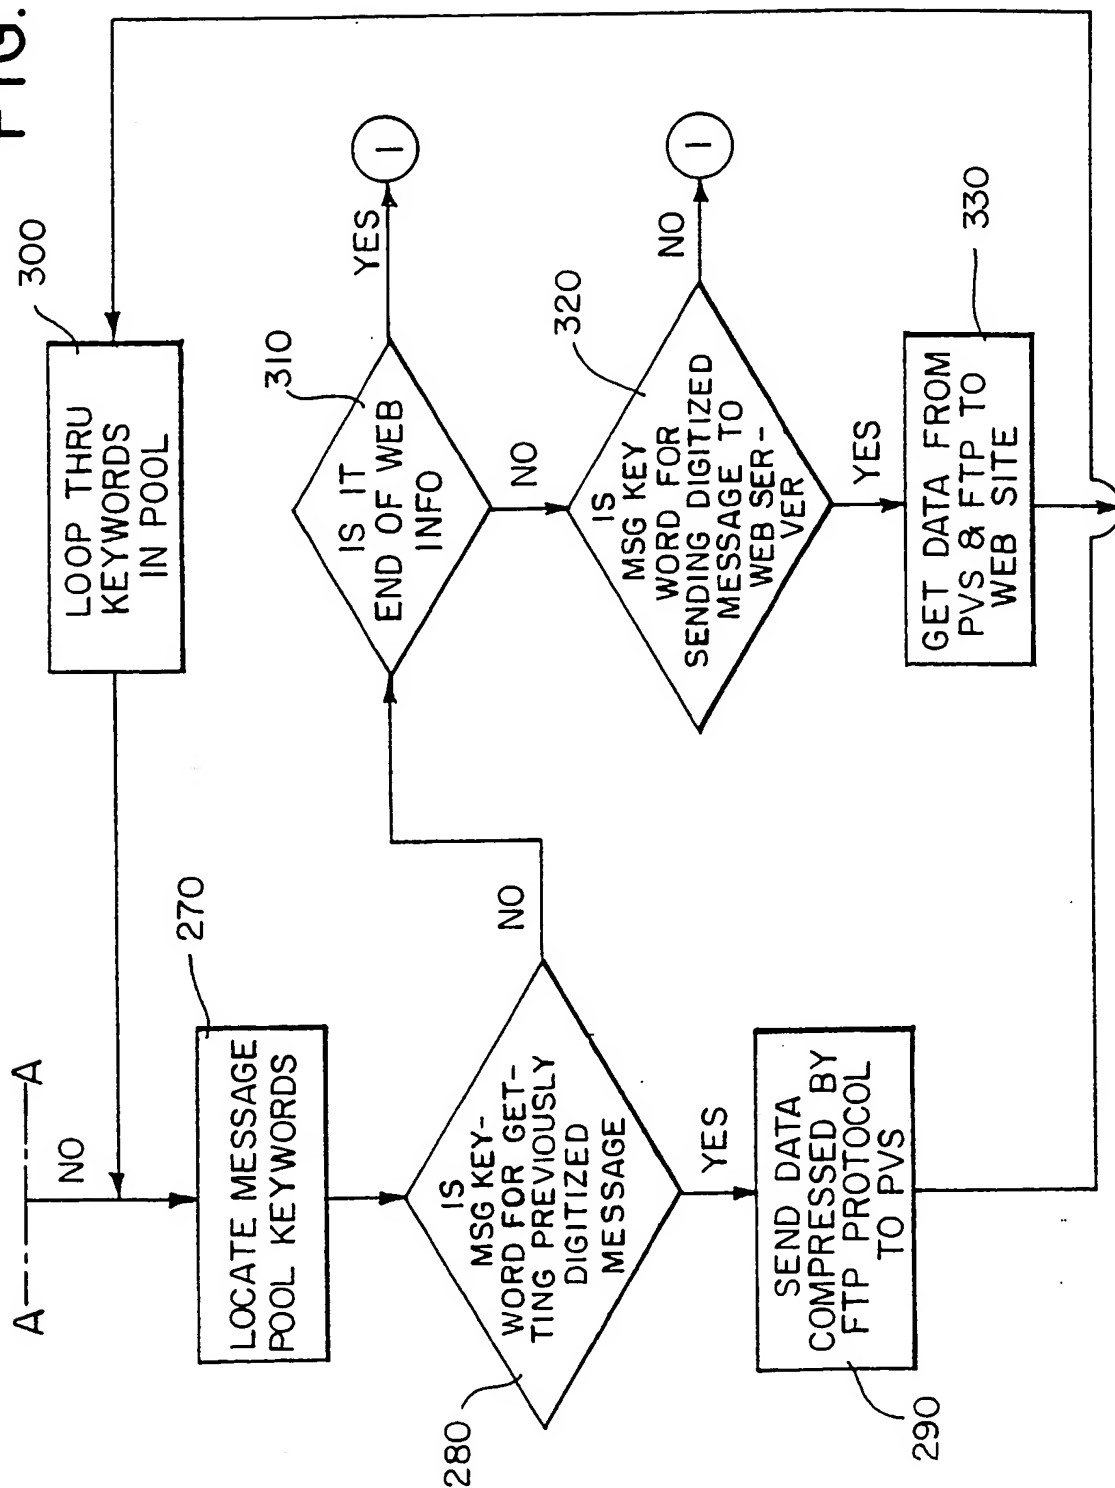 FIG.
A
A
NO
LOCATE MESSAGE
POOL KEYWORDS
270
IS
MSG KEY-
WORD FOR GET-
TING PREVIOUSLY
DIGITIZED
MESSAGE
280
NO
YES
SEND DATA
COMPRESSED BY
FTP PROTOCOL
TO PVS
290
LOOP THRU
KEYWORDS
IN POOL
300
IS IT
END OF WEB
INFO
310
YES
1
NO
IS
MSG KEY
WORD FOR
SENDING DIGITIZED
MESSAGE TO
WEB SER-
VER
320
NO
1
YES
GET DATA FROM
PVS & FTP TO
WEB SITE
330